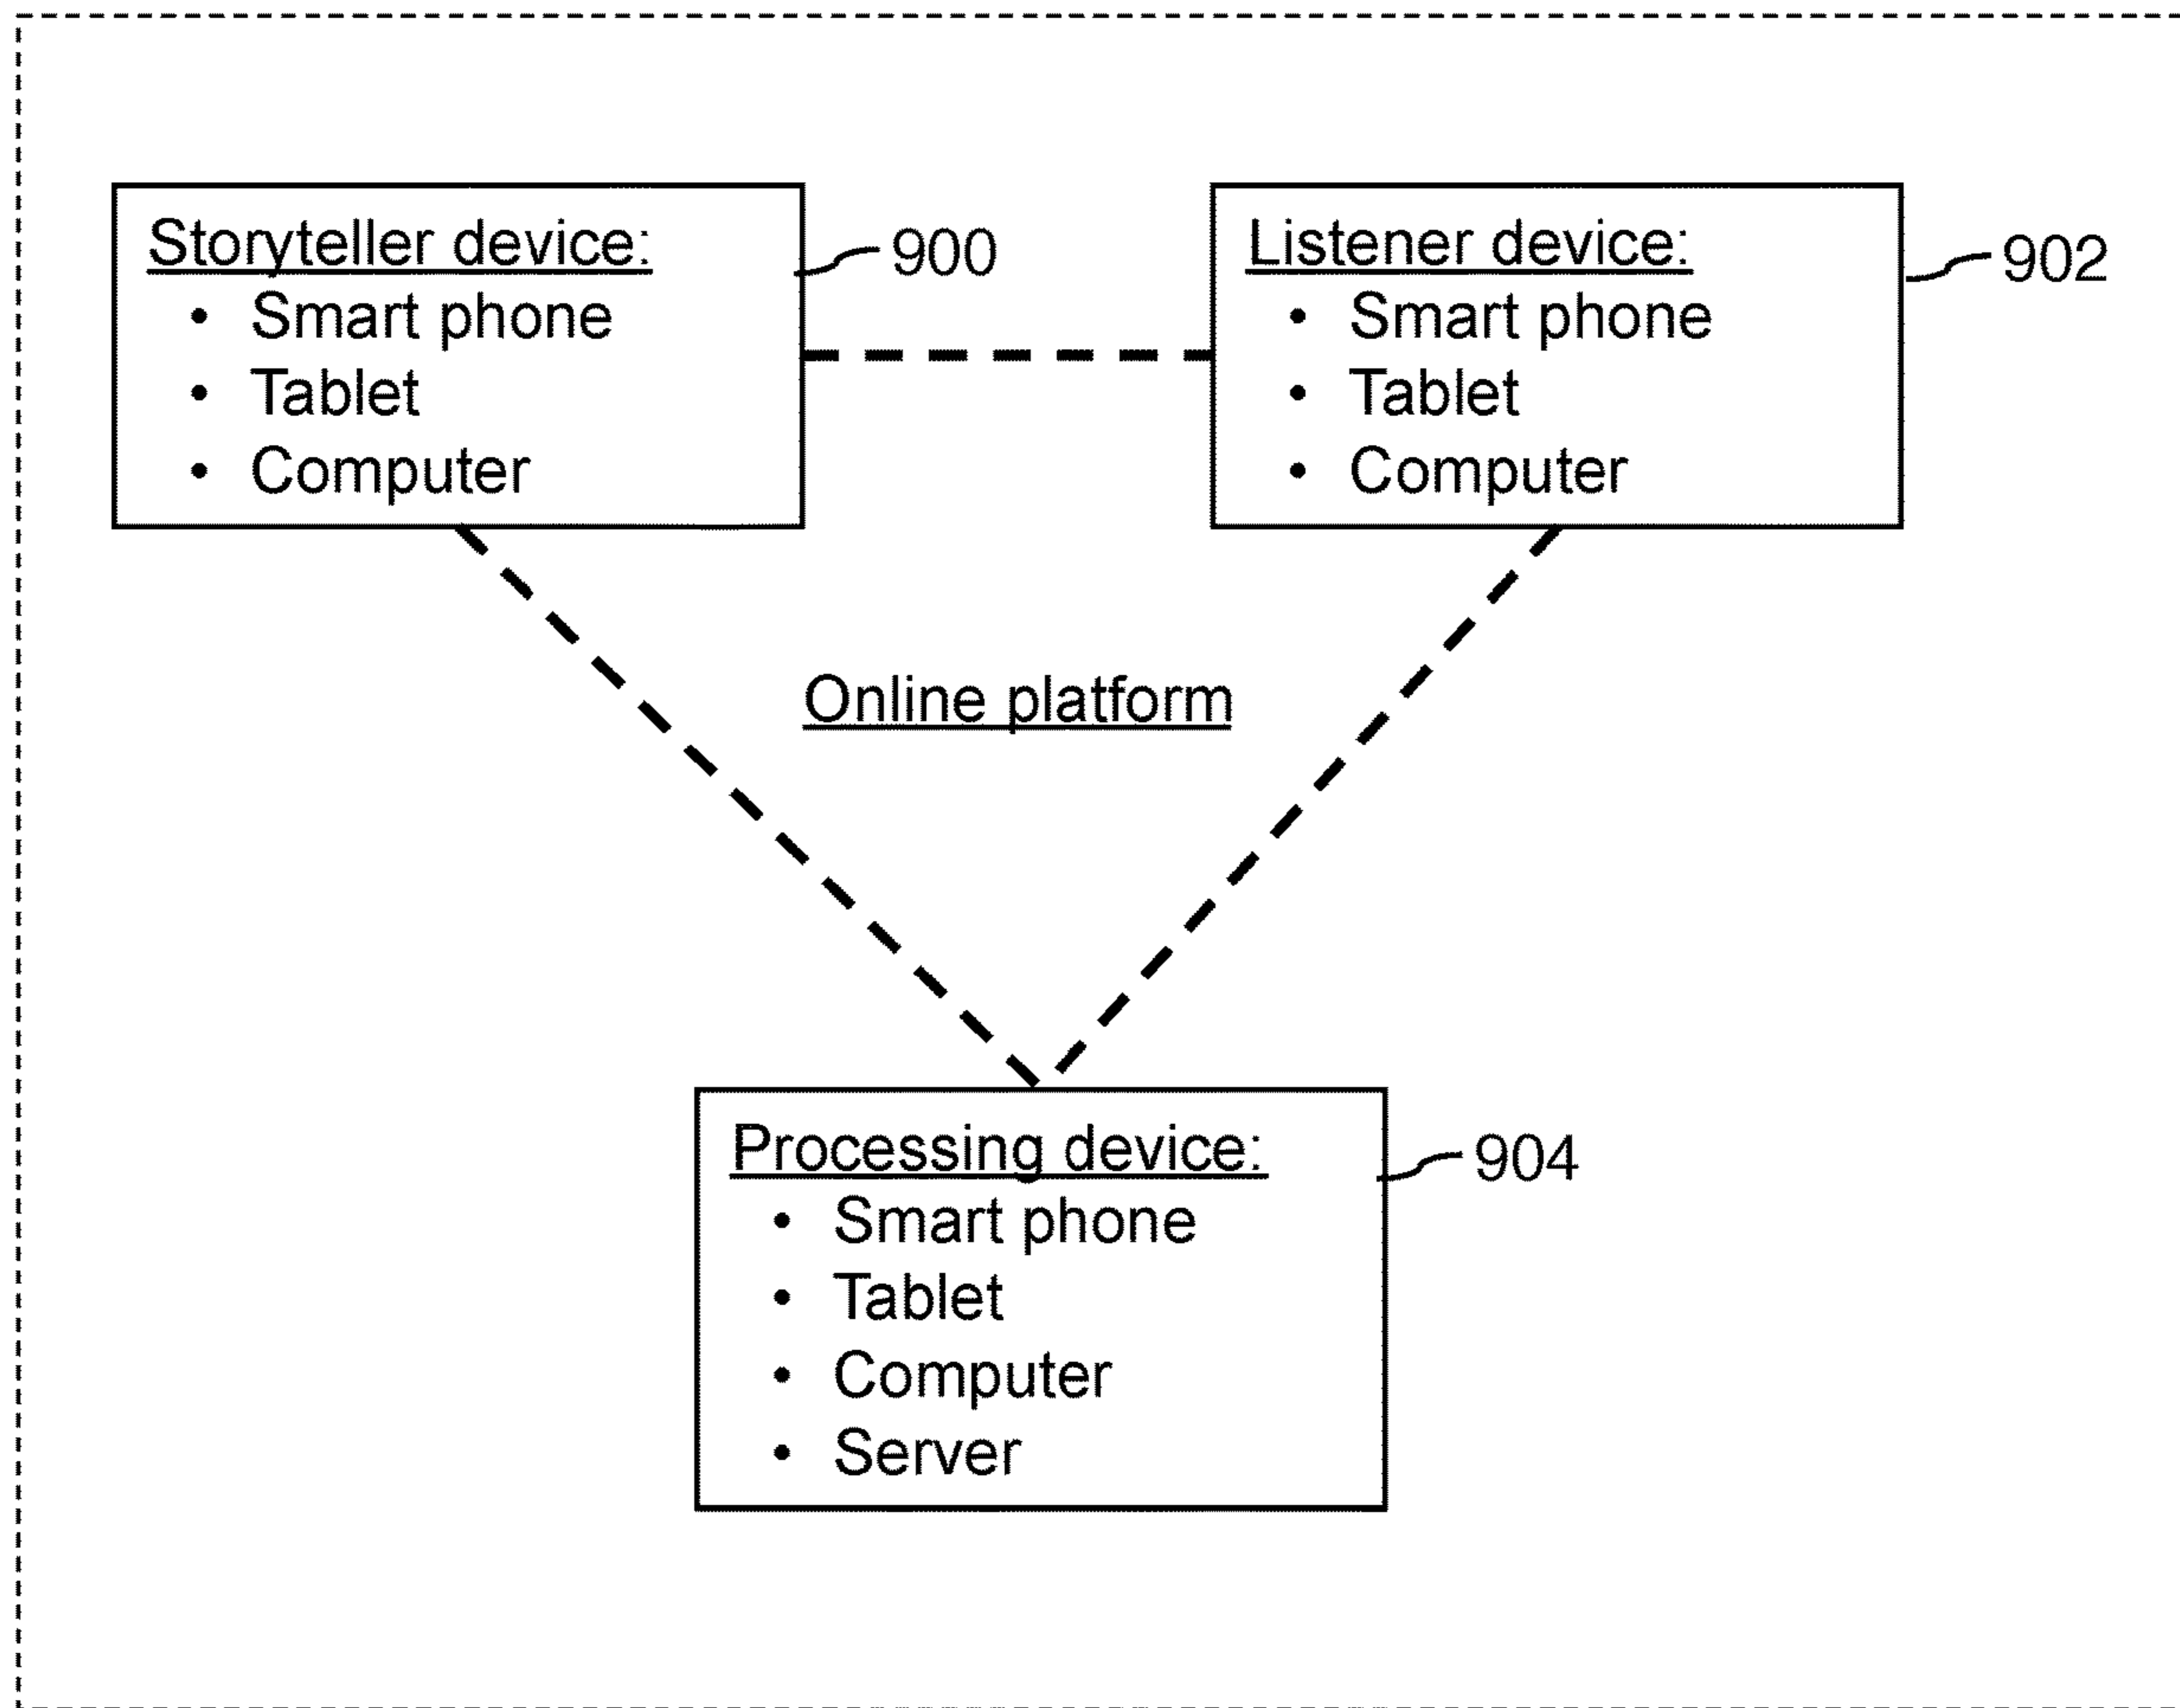 Storyteller device:
• Smart phone
• Tablet
• Computer
900
Listener device:
• Smart phone
• Tablet
• Computer
902
Online platform
Processing device:
• Smart phone
• Tablet
• Computer
• Server
904